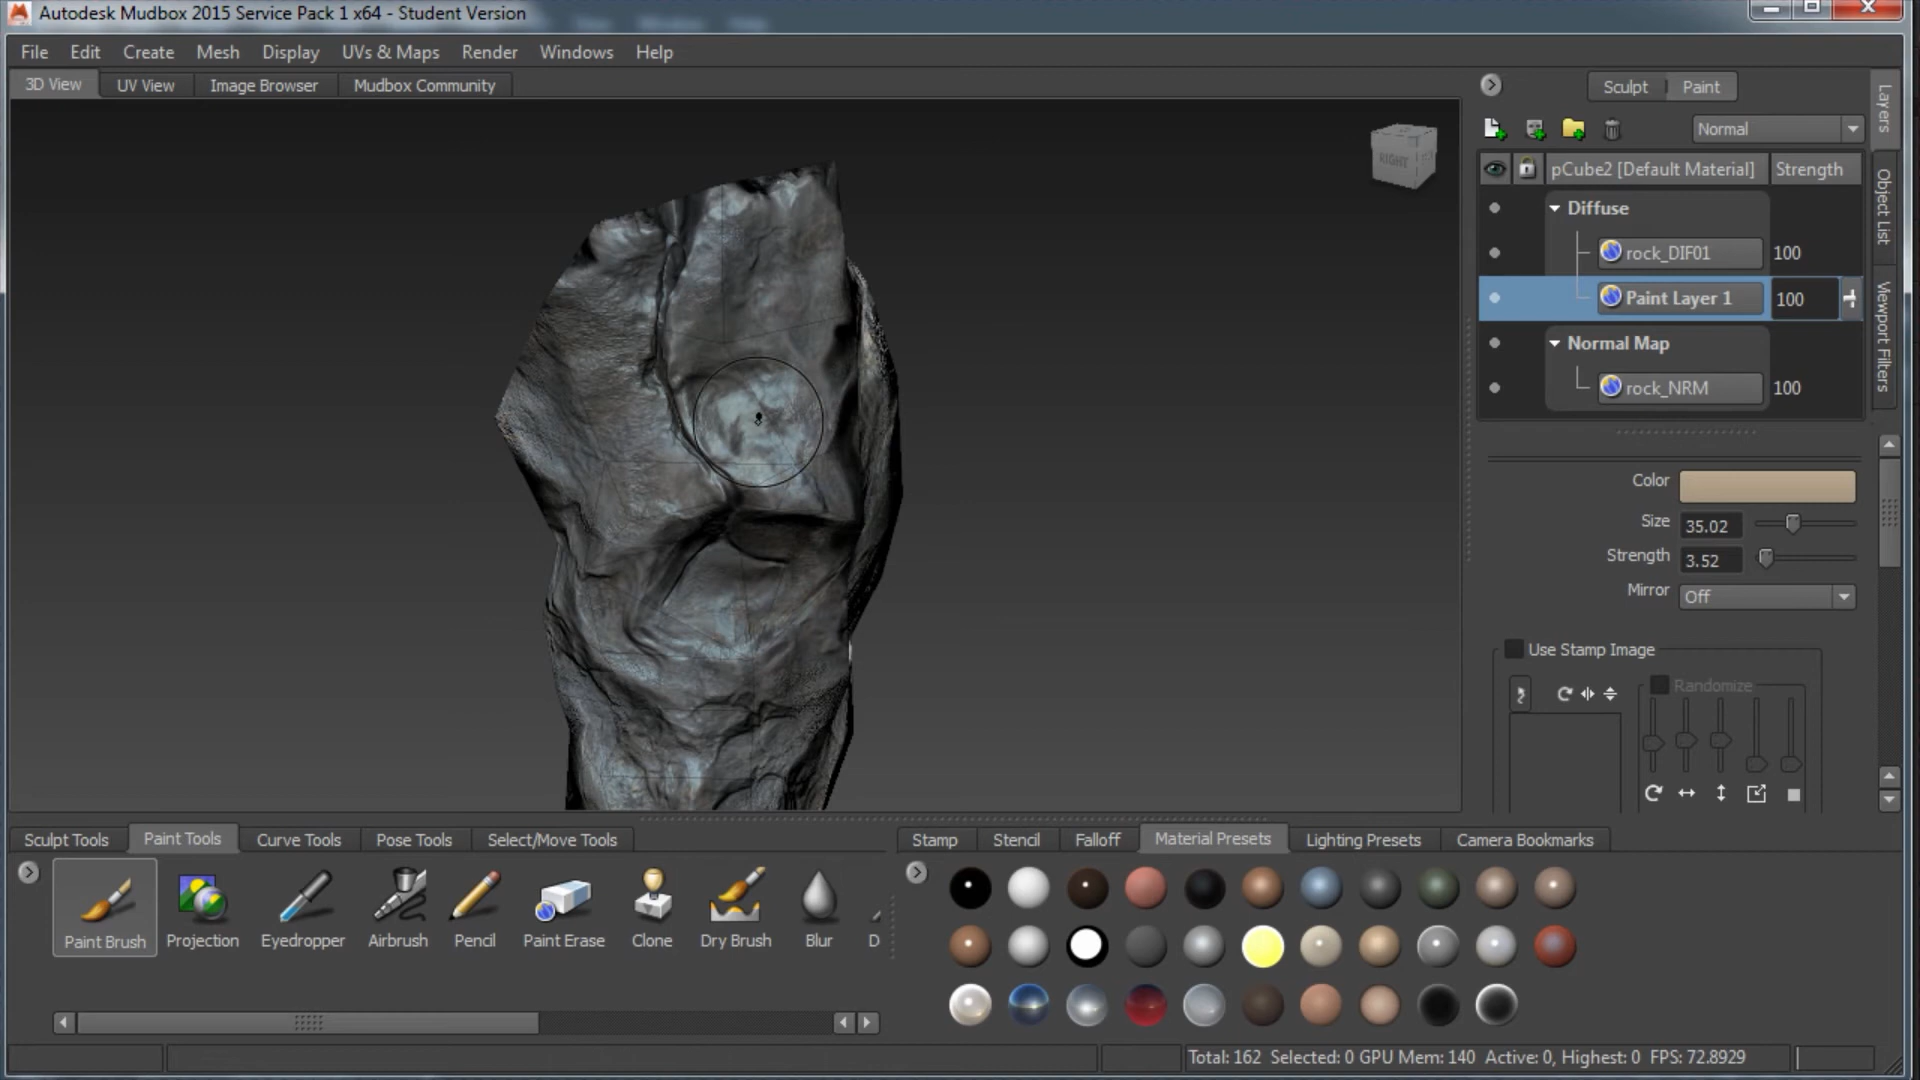 Autodesk Mudbox 2015 Service Pack 1 x64 - Student Version
File Edit Create Mesh Display UVs & Maps Render Windows Help
3D View UV View Image Browser Mudbox Community
Sculpt Paint
Layers
Object List
Viewport Filters
Normal
RIGHT
pCube2 [Default Material] Strength
Diffuse
rock_DIF01 100
Paint Layer 1 100
Normal Map
rock_NRM 100
Color
Size 35.02
Strength 3.52
Mirror Off
Use Stamp Image
Randomize
Sculpt Tools Paint Tools Curve Tools Pose Tools Select/Move Tools
Stamp Stencil Falloff Material Presets Lighting Presets Camera Bookmarks
Paint Brush Projection Eyedropper Airbrush Pencil Paint Erase Clone Dry Brush Blur D
Total: 162 Selected: 0 GPU Mem: 140 Active: 0, Highest: 0 FPS: 72.8929